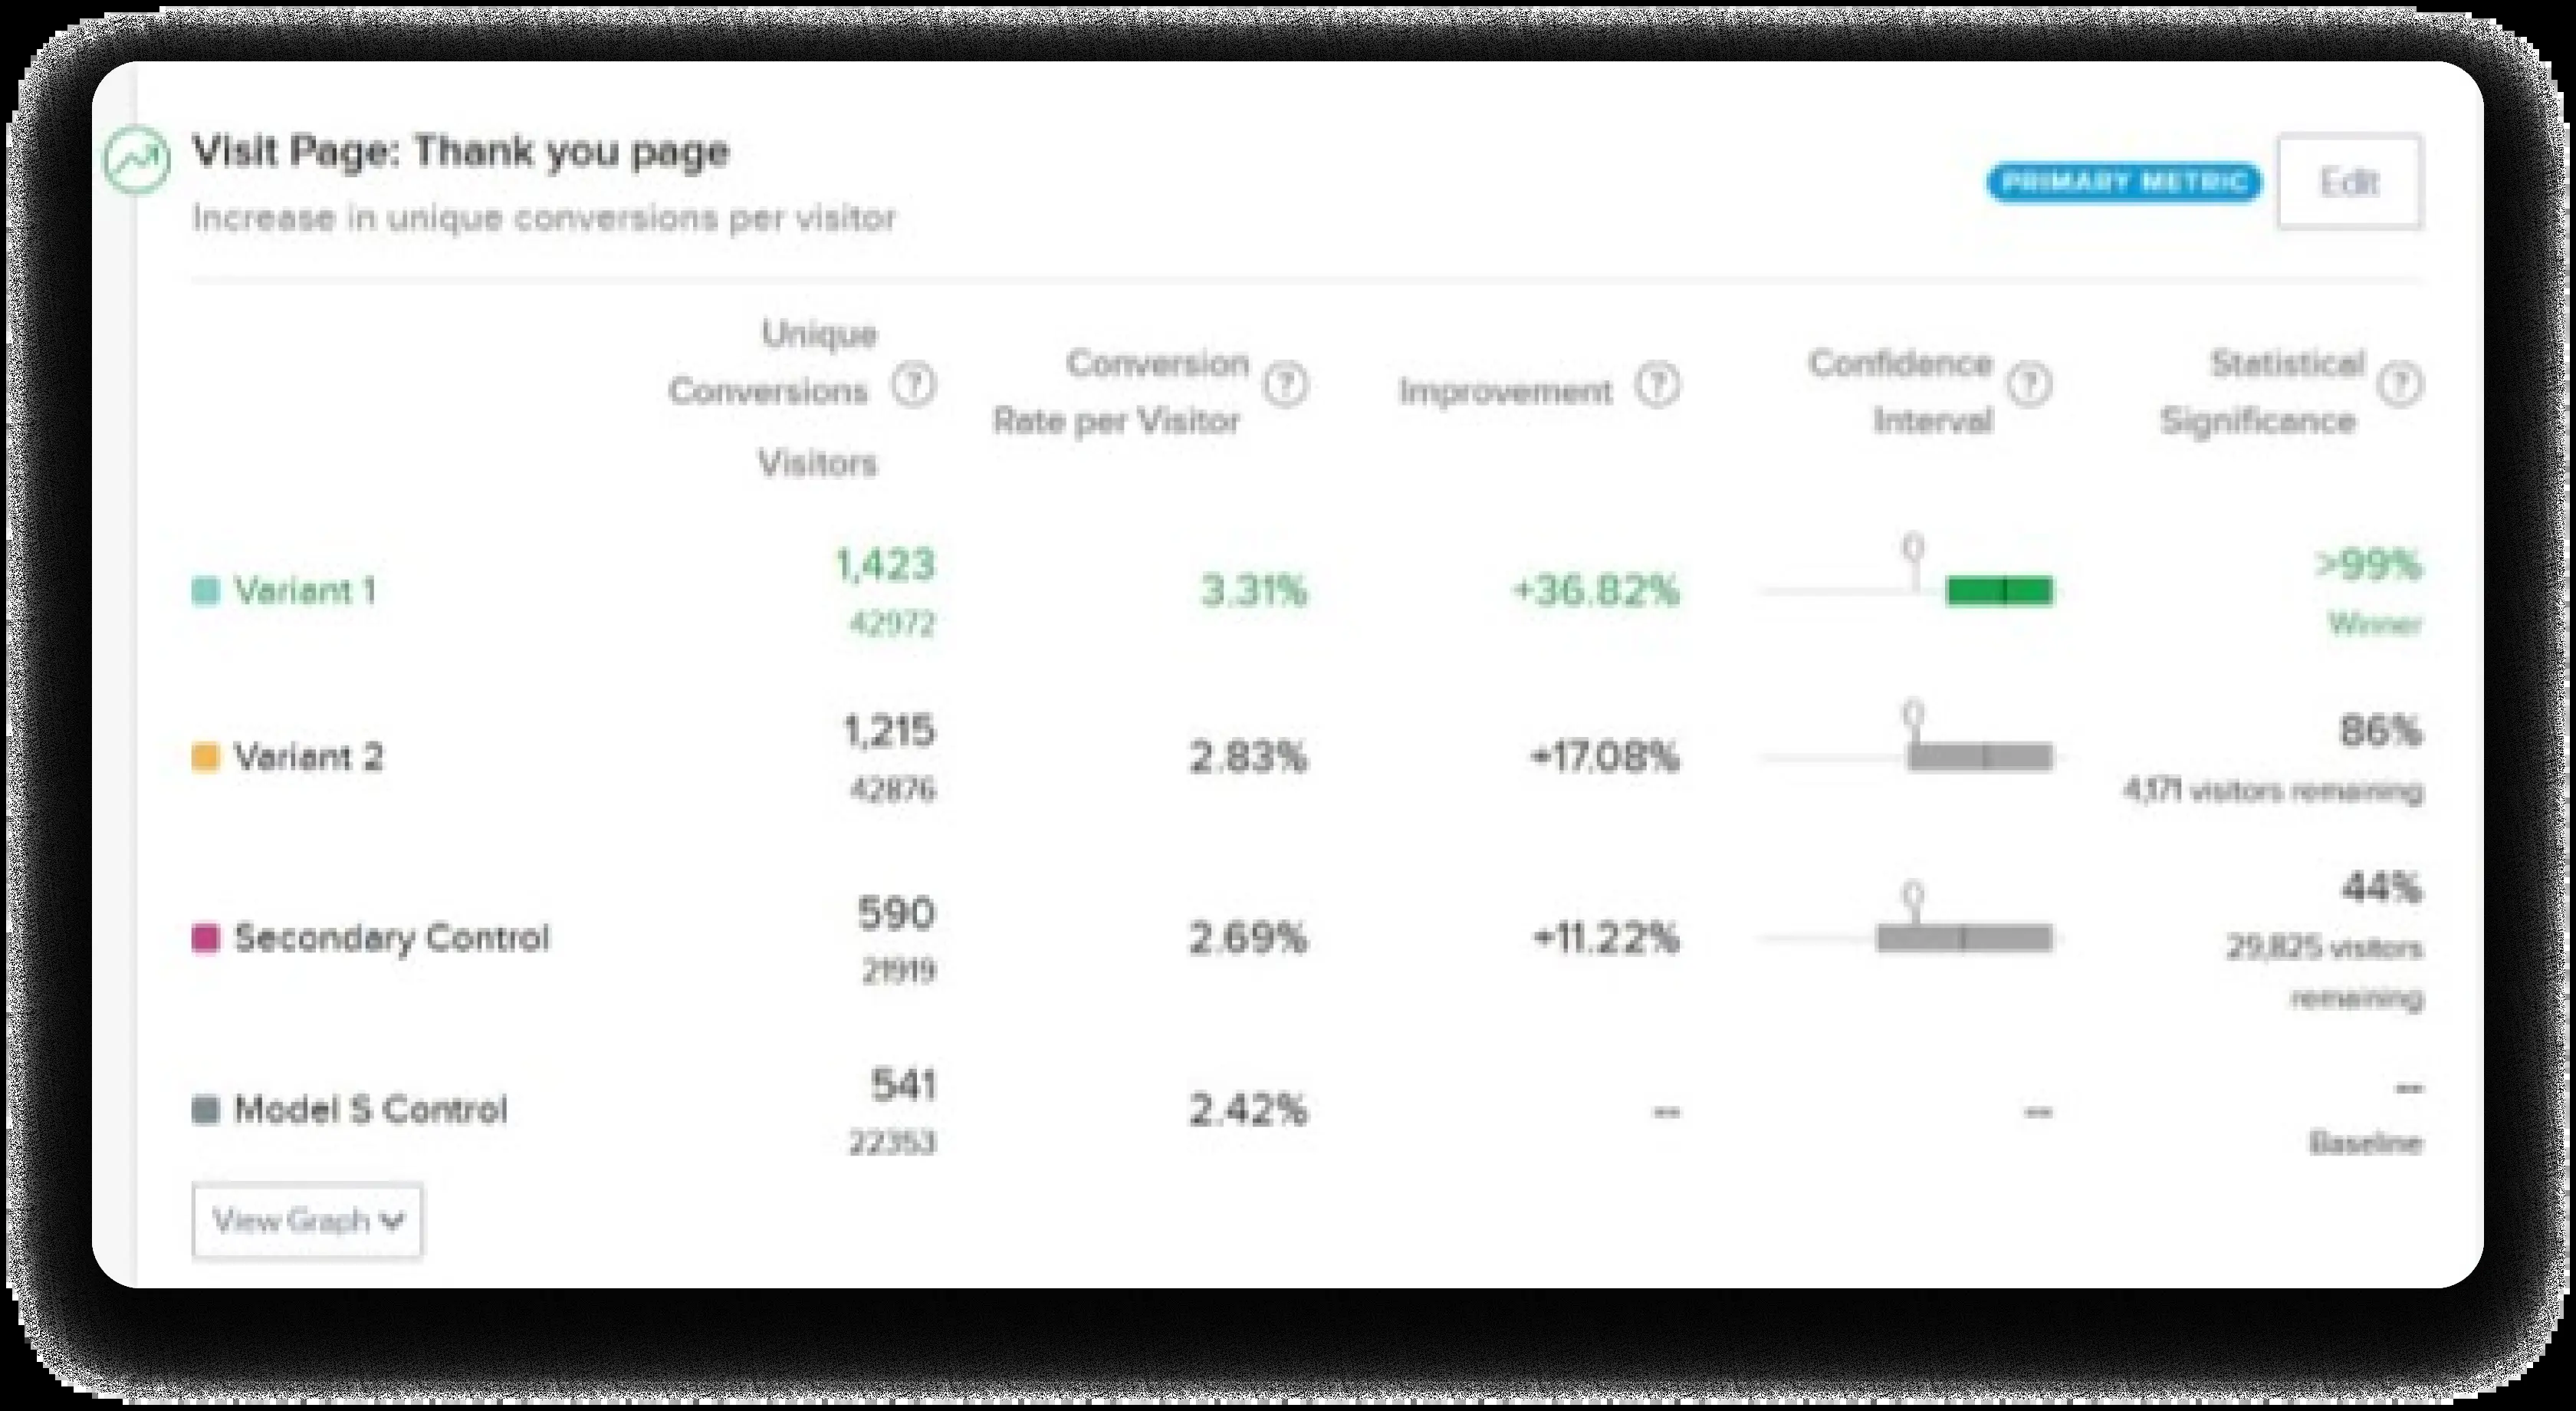 Visit Page: Thank you page
Increase in unique conversions per visitor
PRIMARY METRIC
Edit
Unique
Conversions
Visitors
Conversion
Rate per Visitor
Improvement
Confidence
Interval
Statistical
Significance
Variant 1
1,423
42972
3.31%
+36.82%
0
>99%
Winner
Variant 2
1,215
42876
2.83%
+17.08%
0
86%
4,171 visitors remaining
Secondary Control
590
21919
2.69%
+11.22%
0
44%
29,825 visitors
remaining
Model S Control
541
22353
2.42%
--
--
--
Baseline
View Graph